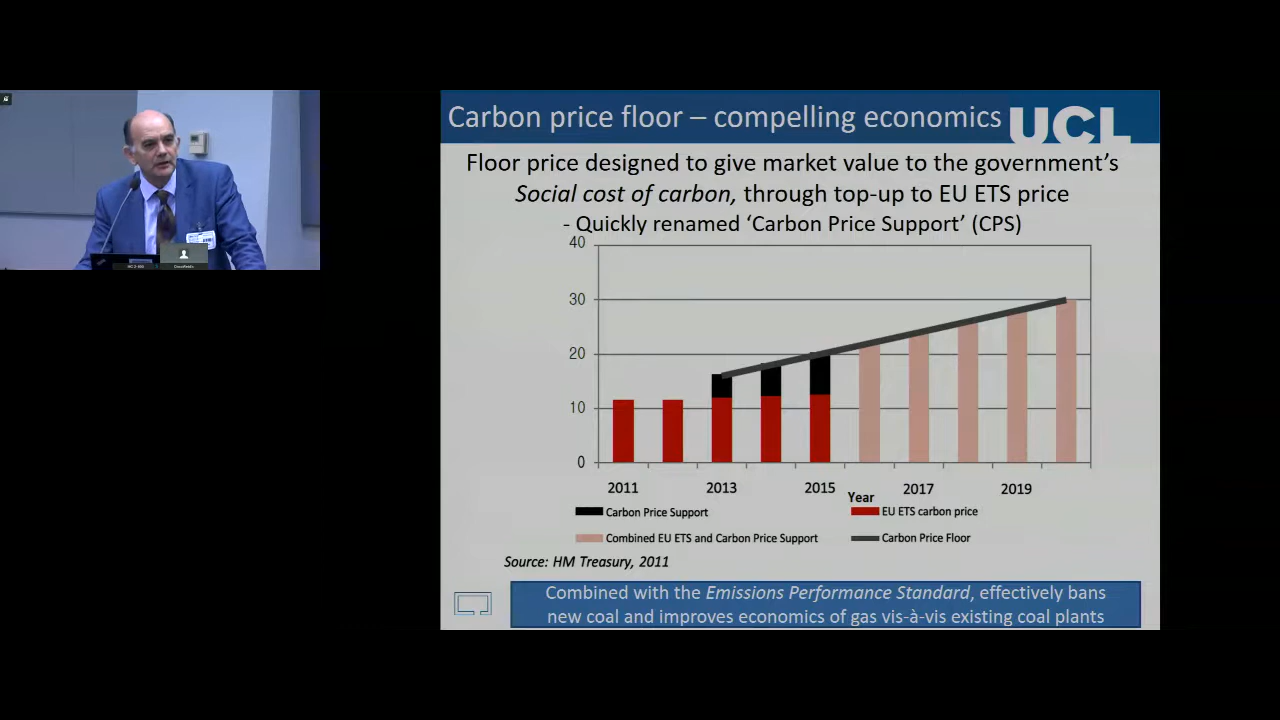 Carbon price floor – compelling economics
UCL
Floor price designed to give market value to the government's
Social cost of carbon, through top-up to EU ETS price
- Quickly renamed 'Carbon Price Support' (CPS)
40
30
20
10
0
2011
2013
2015
2017
2019
Year
Carbon Price Support
EU ETS carbon price
Combined EU ETS and Carbon Price Support
Carbon Price Floor
Source: HM Treasury, 2011
Combined with the Emissions Performance Standard, effectively bans
new coal and improves economics of gas vis-à-vis existing coal plants